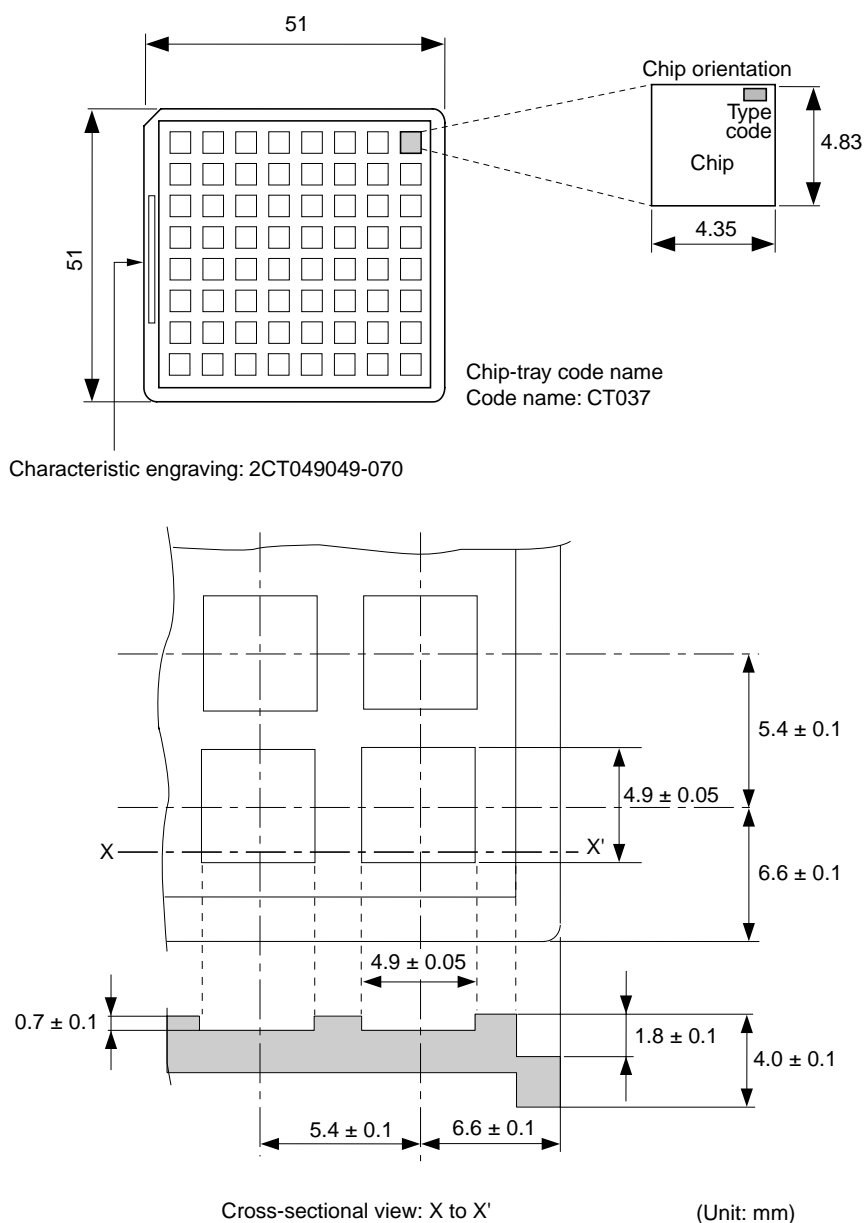 51
Chip orientation
Type
code
4.83
Chip
4.35
51
Chip-tray code name
Code name: CT037
Characteristic engraving: 2CT049049-070
5.4 ± 0.1
4.9 ± 0.05
X
X'
6.6 ± 0.1
4.9 ± 0.05
0.7 ± 0.1
1.8 ± 0.1
4.0 ± 0.1
5.4 ± 0.1
6.6 ± 0.1
Cross-sectional view: X to X'
(Unit: mm)